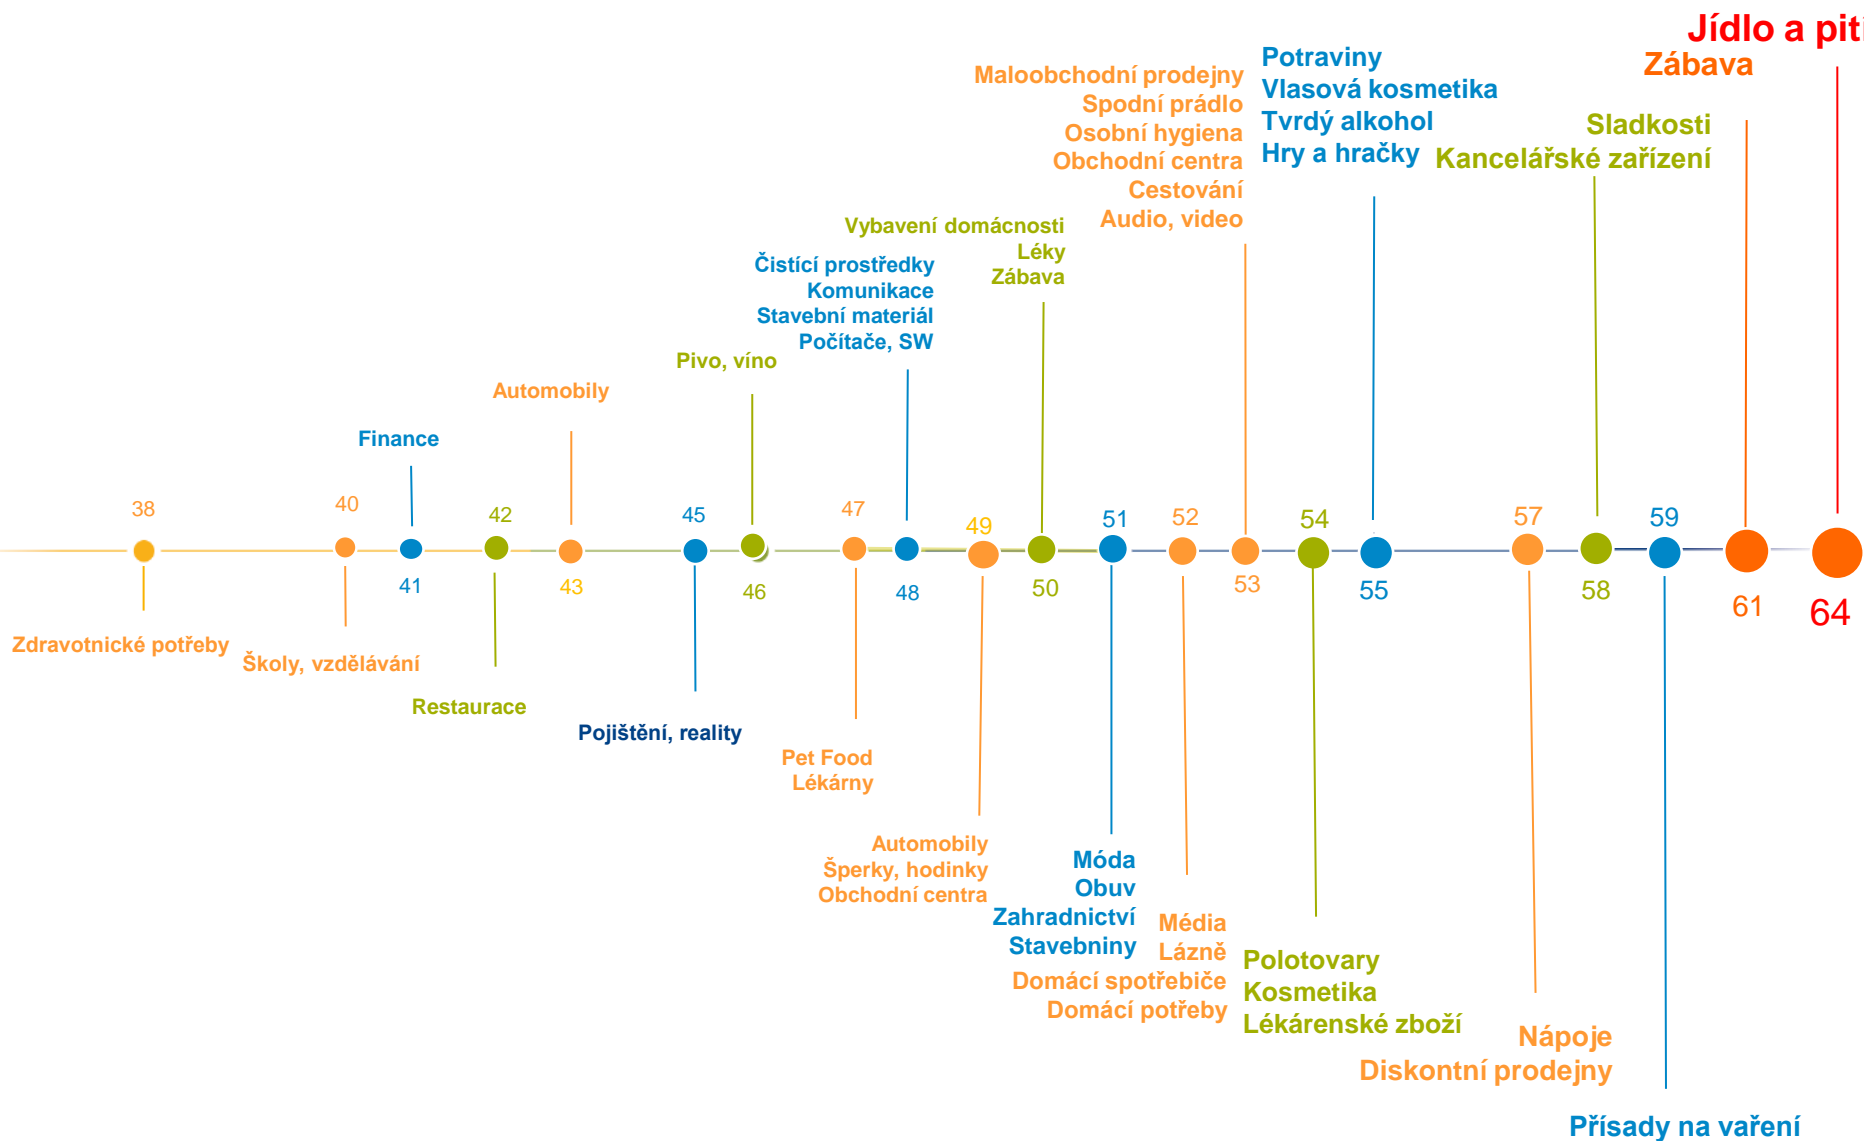 Jídlo a pití
Zábava
Maloobchodní prodejny
Spodní prádlo
Osobní hygiena
Obchodní centra
Cestování
Audio, video
Potraviny
Vlasová kosmetika
Tvrdý alkohol
Hry a hračky
Sladkosti
Kancelářské zařízení
Vybavení domácnosti
Léky
Zábava
Čistící prostředky
Komunikace
Stavební materiál
Počítače, SW
Pivo, víno
Automobily
Finance
38
40
41
42
43
45
46
47
48
49
50
51
52
53
54
55
57
58
59
61
64
Zdravotnické potřeby
Školy, vzdělávání
Restaurace
Pojištění, reality
Pet Food
Lékárny
Automobily
Šperky, hodinky
Obchodní centra
Móda
Obuv
Zahradnictví
Stavebniny
Média
Lázně
Domácí spotřebiče
Domácí potřeby
Polotovary
Kosmetika
Lékárenské zboží
Nápoje
Diskontní prodejny
Přísady na vaření